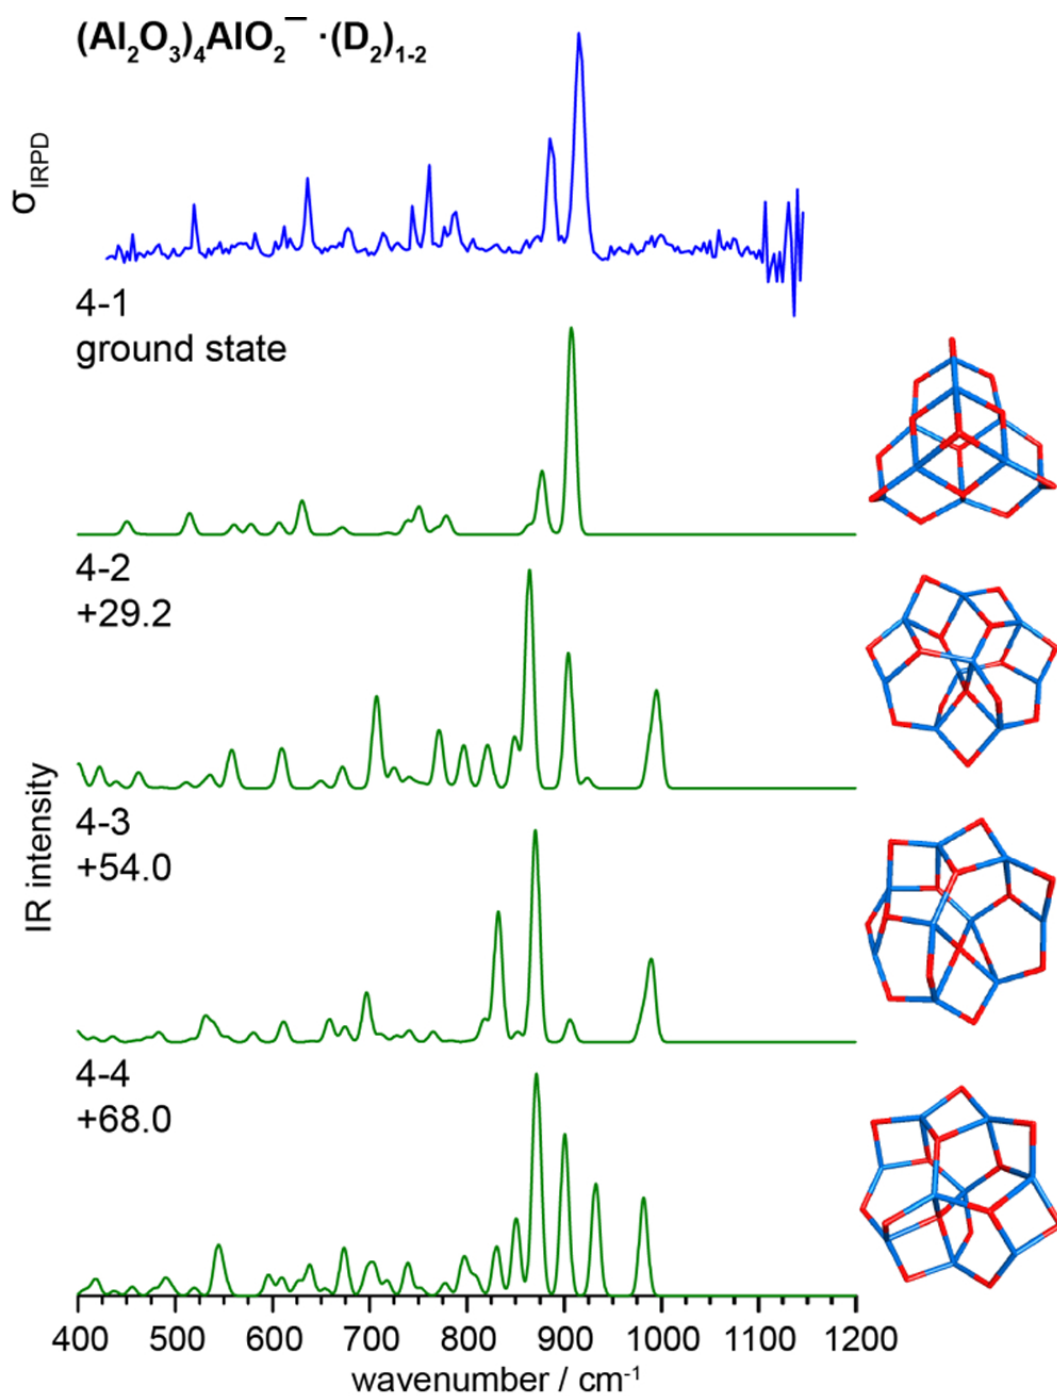 (Al₂O₃)₄AlO₂⁻ ·(D₂)₁₋₂
σIRPD
4-1
ground state
4-2
+29.2
4-3
+54.0
4-4
+68.0
IR intensity
400 500 600 700 800 900 1000 1100 1200
wavenumber / cm⁻¹